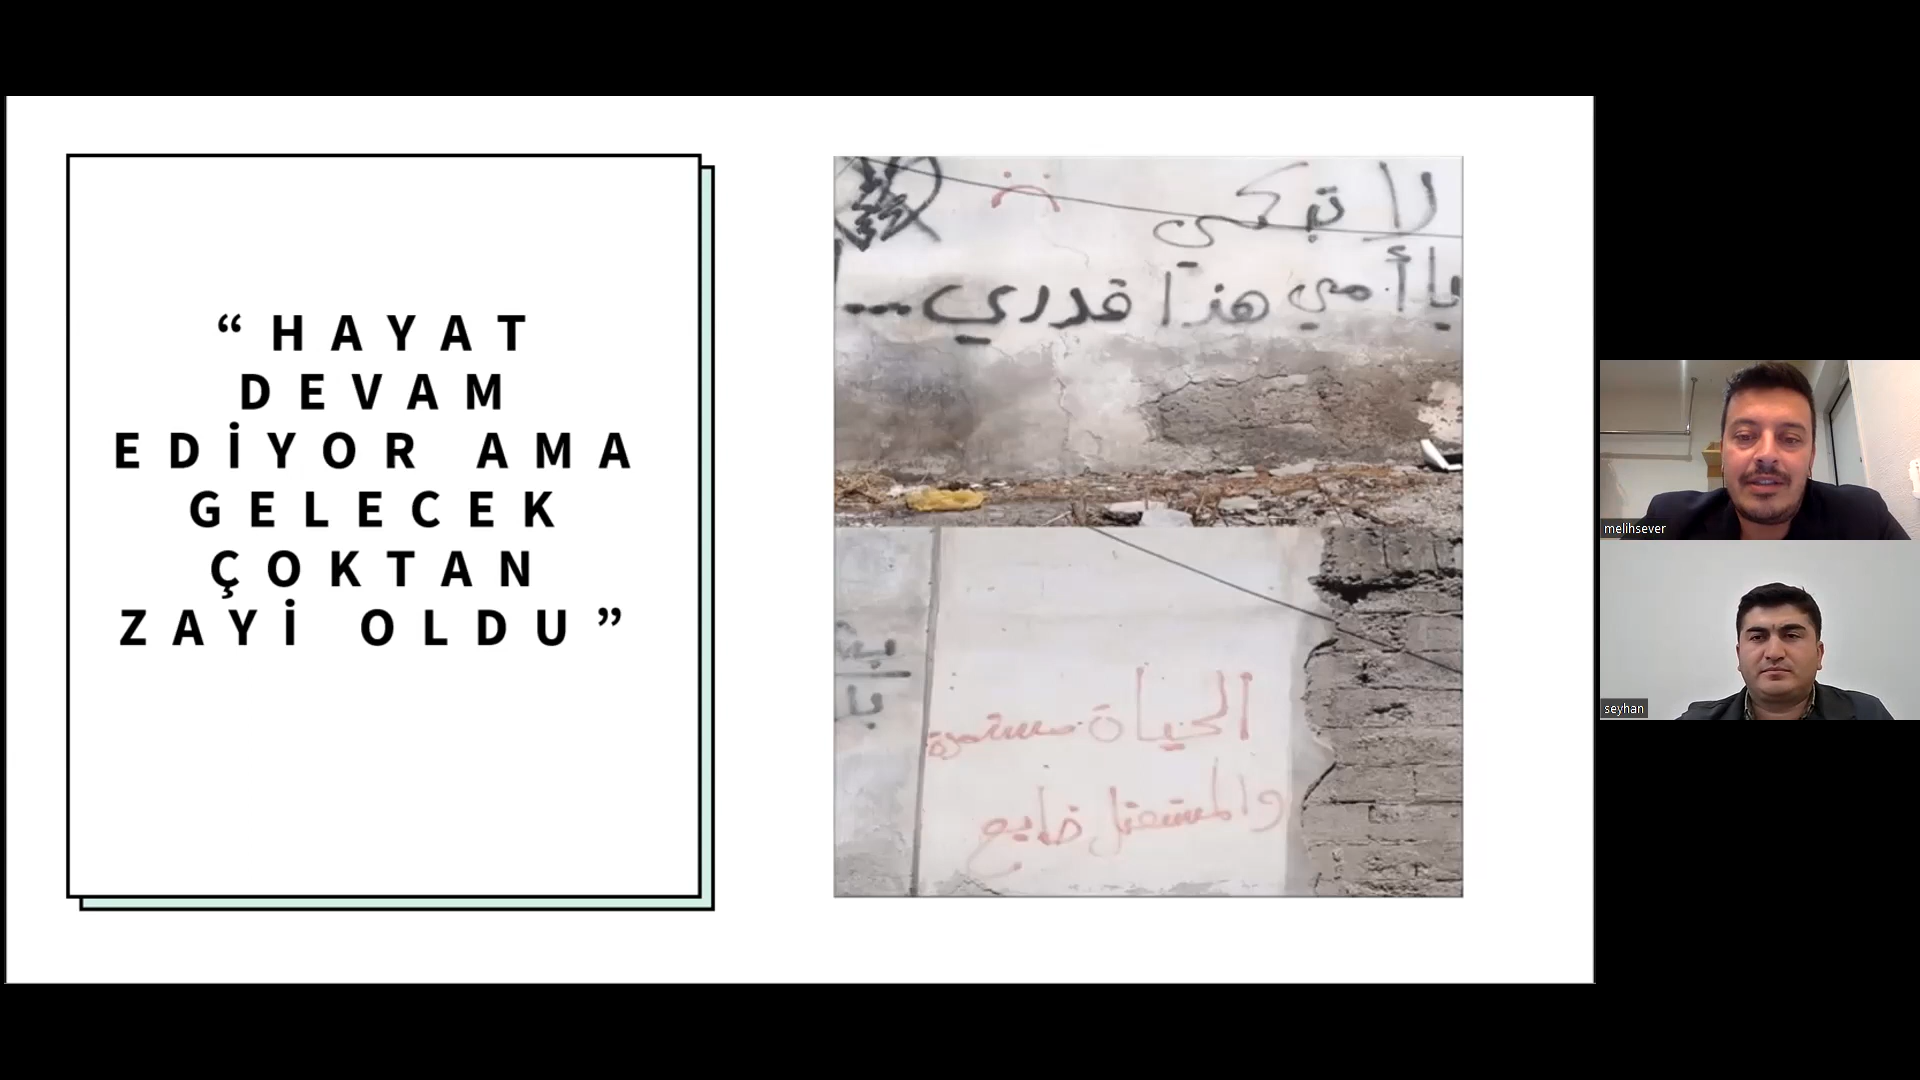 “HAYAT
DEVAM
EDİYOR AMA
GELECEK
ÇOKTAN
ZAYİ OLDU”
لا تبكي
يا أمي هذا قدري...
الحياة مستمرة
والمستقبل ضايع
melihsever
seyhan